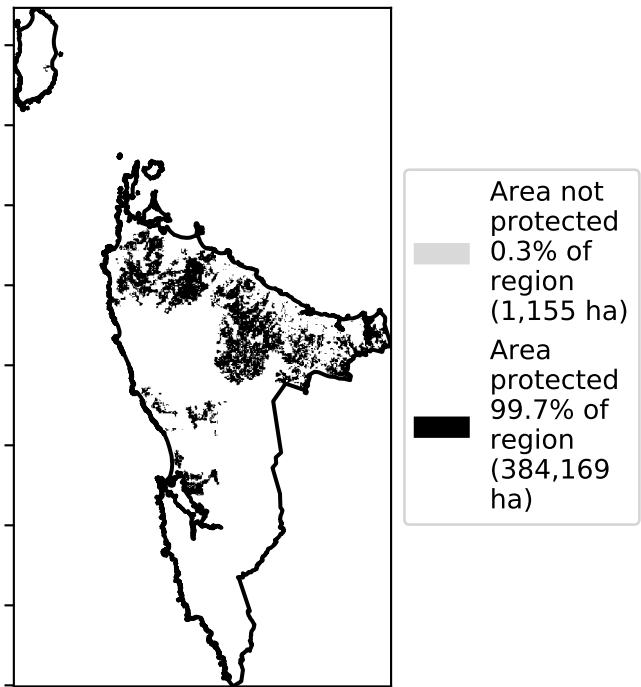 Area not
protected
0.3% of
region
(1,155 ha)
Area
protected
99.7% of
region
(384,169
ha)